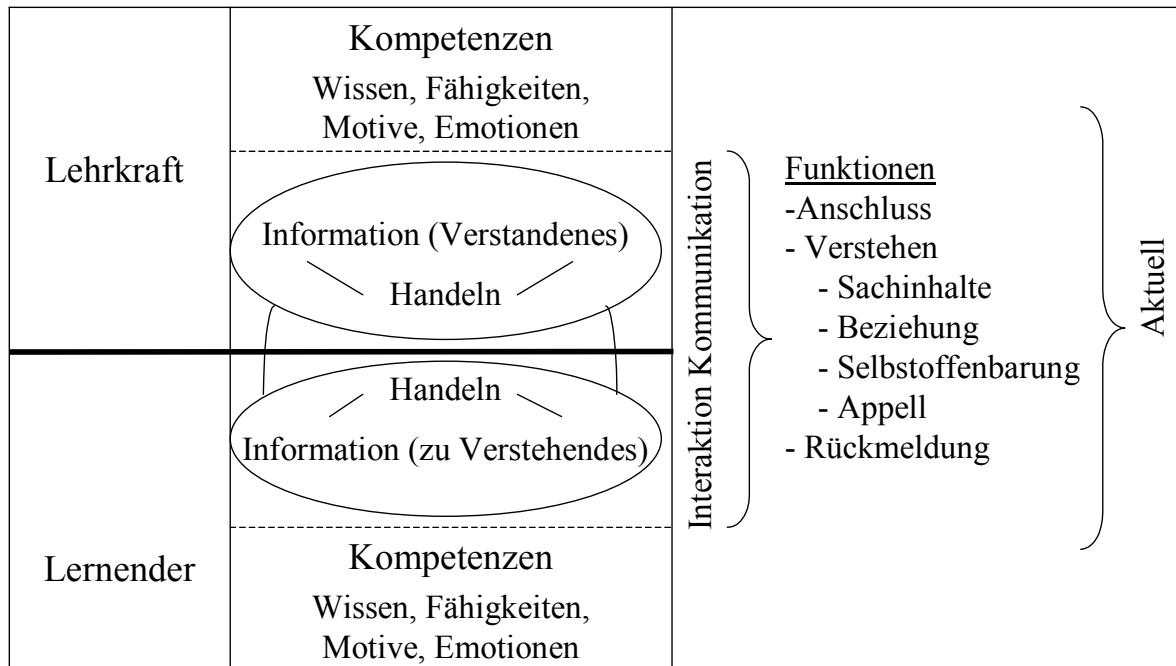 Lehrkraft
Kompetenzen
Wissen, Fähigkeiten,
Motive, Emotionen
Information (Verstandenes)
Handeln
Lernender
Handeln
Information (zu Verstehendes)
Kompetenzen
Wissen, Fähigkeiten,
Motive, Emotionen
Interaktion Kommunikation
Funktionen
-Anschluss
- Verstehen
- Sachinhalte
- Beziehung
- Selbstoffenbarung
- Appell
- Rückmeldung
Aktuell